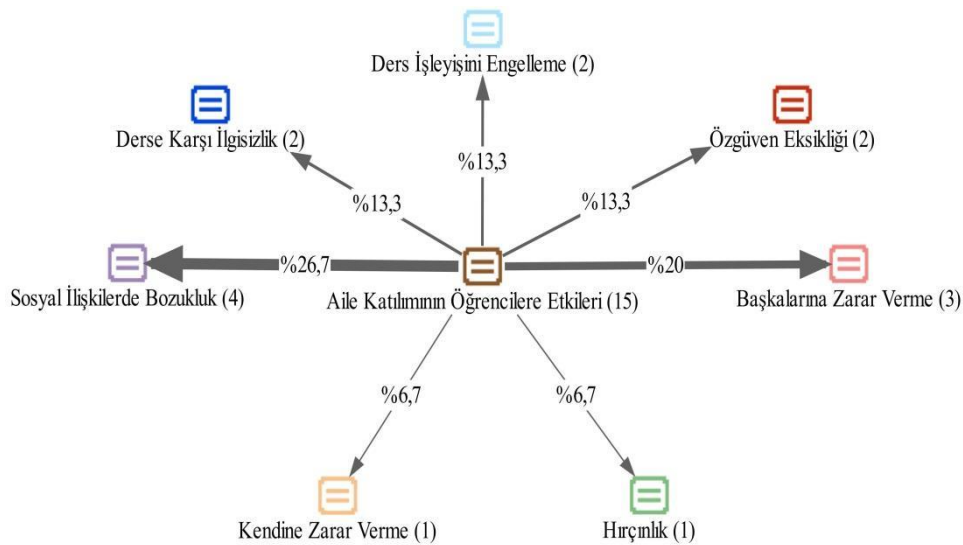 Ders İşleyişini Engelleme (2)
Derse Karşı İlgisizlik (2)
Özgüven Eksikliği (2)
%13,3
%13,3
%13,3
%26,7
%20
Sosyal İlişkilerde Bozukluk (4)
Aile Katılımının Öğrencilere Etkileri (15)
Başkalarına Zarar Verme (3)
%6,7
%6,7
Kendine Zarar Verme (1)
Hırçınlık (1)